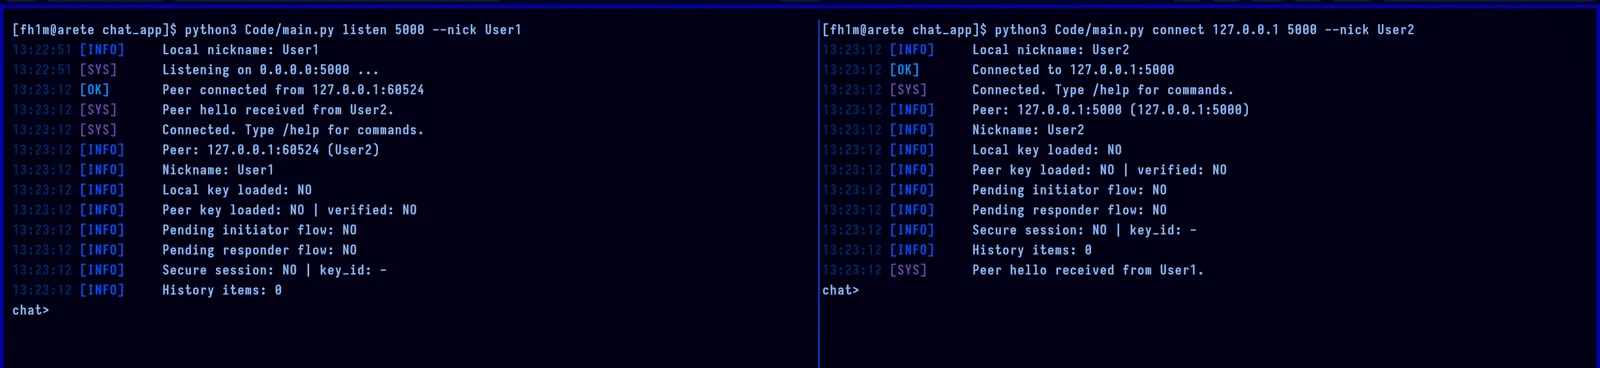 [fh1m@arete chat_app]$ python3 Code/main.py listen 5000 --nick User1
13:22:51 [INFO] Local nickname: User1
13:22:51 [SYS] Listening on 0.0.0.0:5000 ...
13:23:12 [OK] Peer connected from 127.0.0.1:60524
13:23:12 [SYS] Peer hello received from User2.
13:23:12 [SYS] Connected. Type /help for commands.
13:23:12 [INFO] Peer: 127.0.0.1:60524 (User2)
13:23:12 [INFO] Nickname: User1
13:23:12 [INFO] Local key loaded: NO
13:23:12 [INFO] Peer key loaded: NO | verified: NO
13:23:12 [INFO] Pending initiator flow: NO
13:23:12 [INFO] Pending responder flow: NO
13:23:12 [INFO] Secure session: NO | key_id: -
13:23:12 [INFO] History items: 0
chat>
[fh1m@arete chat_app]$ python3 Code/main.py connect 127.0.0.1 5000 --nick User2
13:23:12 [INFO] Local nickname: User2
13:23:12 [OK] Connected to 127.0.0.1:5000
13:23:12 [SYS] Connected. Type /help for commands.
13:23:12 [INFO] Peer: 127.0.0.1:5000 (127.0.0.1:5000)
13:23:12 [INFO] Nickname: User2
13:23:12 [INFO] Local key loaded: NO
13:23:12 [INFO] Peer key loaded: NO | verified: NO
13:23:12 [INFO] Pending initiator flow: NO
13:23:12 [INFO] Pending responder flow: NO
13:23:12 [INFO] Secure session: NO | key_id: -
13:23:12 [INFO] History items: 0
13:23:12 [SYS] Peer hello received from User1.
chat>